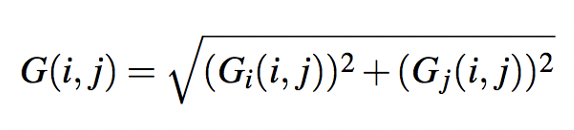 G(i, j) = √((G_i(i, j))² + (G_j(i, j))²)